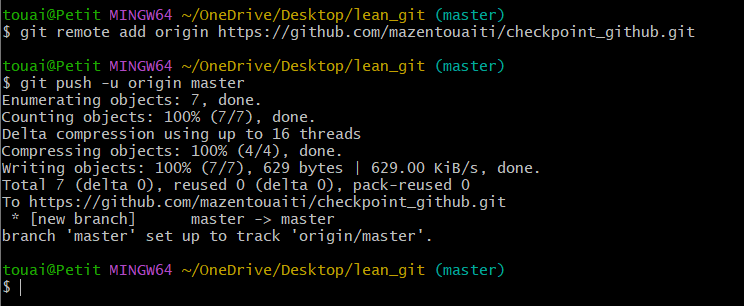 touai@Petit MINGW64 ~/OneDrive/Desktop/lean_git (master)
$ git remote add origin https://github.com/mazentouaiti/checkpoint_github.git
touai@Petit MINGW64 ~/OneDrive/Desktop/lean_git (master)
$ git push -u origin master
Enumerating objects: 7, done.
Counting objects: 100% (7/7), done.
Delta compression using up to 16 threads
Compressing objects: 100% (4/4), done.
Writing objects: 100% (7/7), 629 bytes | 629.00 KiB/s, done.
Total 7 (delta 0), reused 0 (delta 0), pack-reused 0
To https://github.com/mazentouaiti/checkpoint_github.git
 * [new branch]      master -> master
branch 'master' set up to track 'origin/master'.
touai@Petit MINGW64 ~/OneDrive/Desktop/lean_git (master)
$